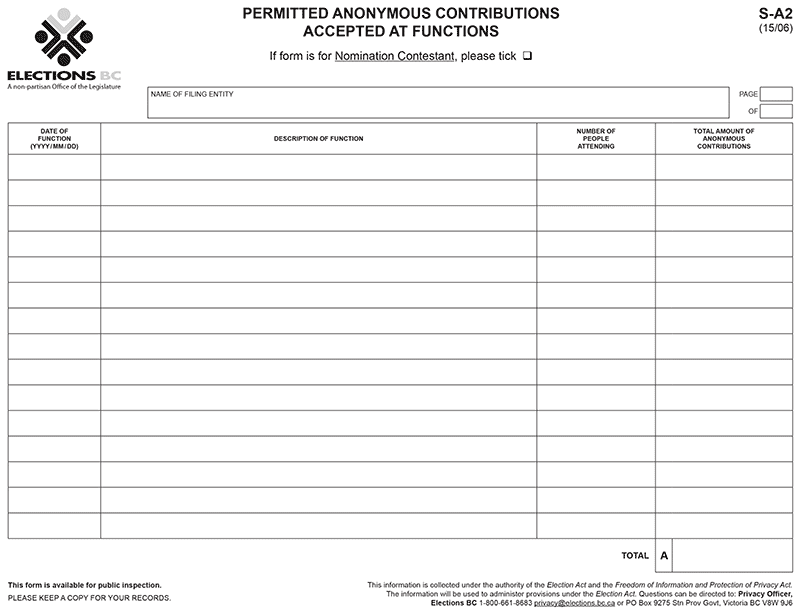 PERMITTED ANONYMOUS CONTRIBUTIONS
ACCEPTED AT FUNCTIONS
S-A2
(15/06)
If form is for Nomination Contestant, please tick ❑
ELECTIONS BC
A non-partisan Office of the Legislature
NAME OF FILING ENTITY
PAGE
OF
DATE OF
FUNCTION
(YYYY/MM/DD)
DESCRIPTION OF FUNCTION
NUMBER OF
PEOPLE
ATTENDING
TOTAL AMOUNT OF
ANONYMOUS
CONTRIBUTIONS
TOTAL A
This form is available for public inspection.
PLEASE KEEP A COPY FOR YOUR RECORDS.
This information is collected under the authority of the Election Act and the Freedom of Information and Protection of Privacy Act.
The information will be used to administer provisions under the Election Act. Questions can be directed to: Privacy Officer,
Elections BC 1-800-661-8683 privacy@elections.bc.ca or PO Box 9275 Stn Prov Govt, Victoria BC V8W 9J6